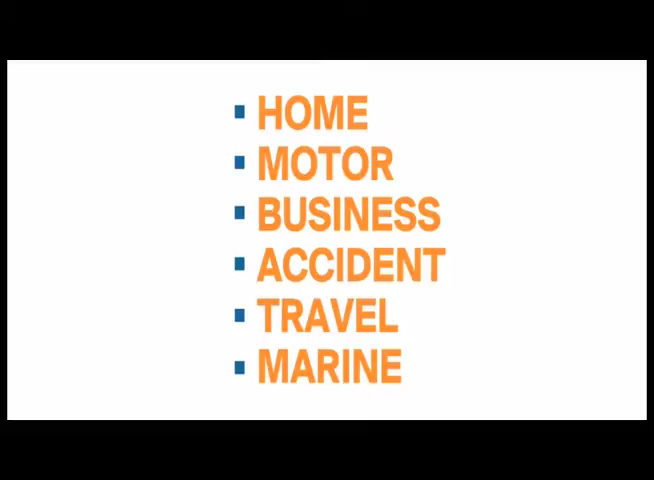 ▪ HOME
▪ MOTOR
▪ BUSINESS
▪ ACCIDENT
▪ TRAVEL
▪ MARINE